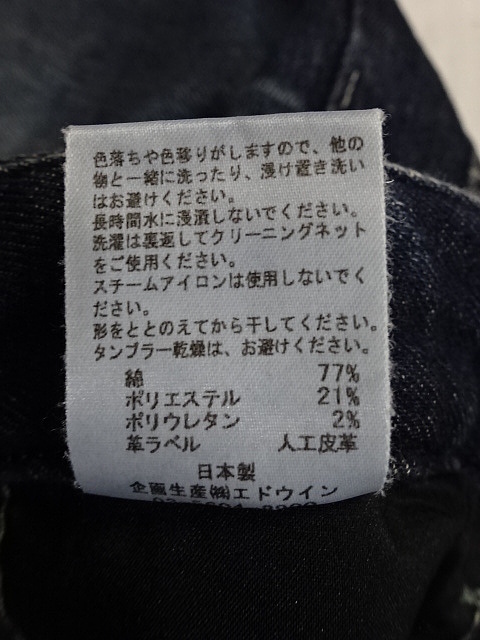 色落ちや色移りがしますので、他の
物と一緒に洗ったり、浸け置き洗い
はお避けください。
長時間水に浸漬しないでください。
洗濯は裏返してクリーニングネット
をご使用ください。
スチームアイロンは使用しないでく
ださい。
形をととのえてから干してください。
タンブラー乾燥は、お避けください。
綿 77%
ポリエステル 21%
ポリウレタン 2%
革ラベル 人工皮革
日本製
企画生産㈱エドウイン